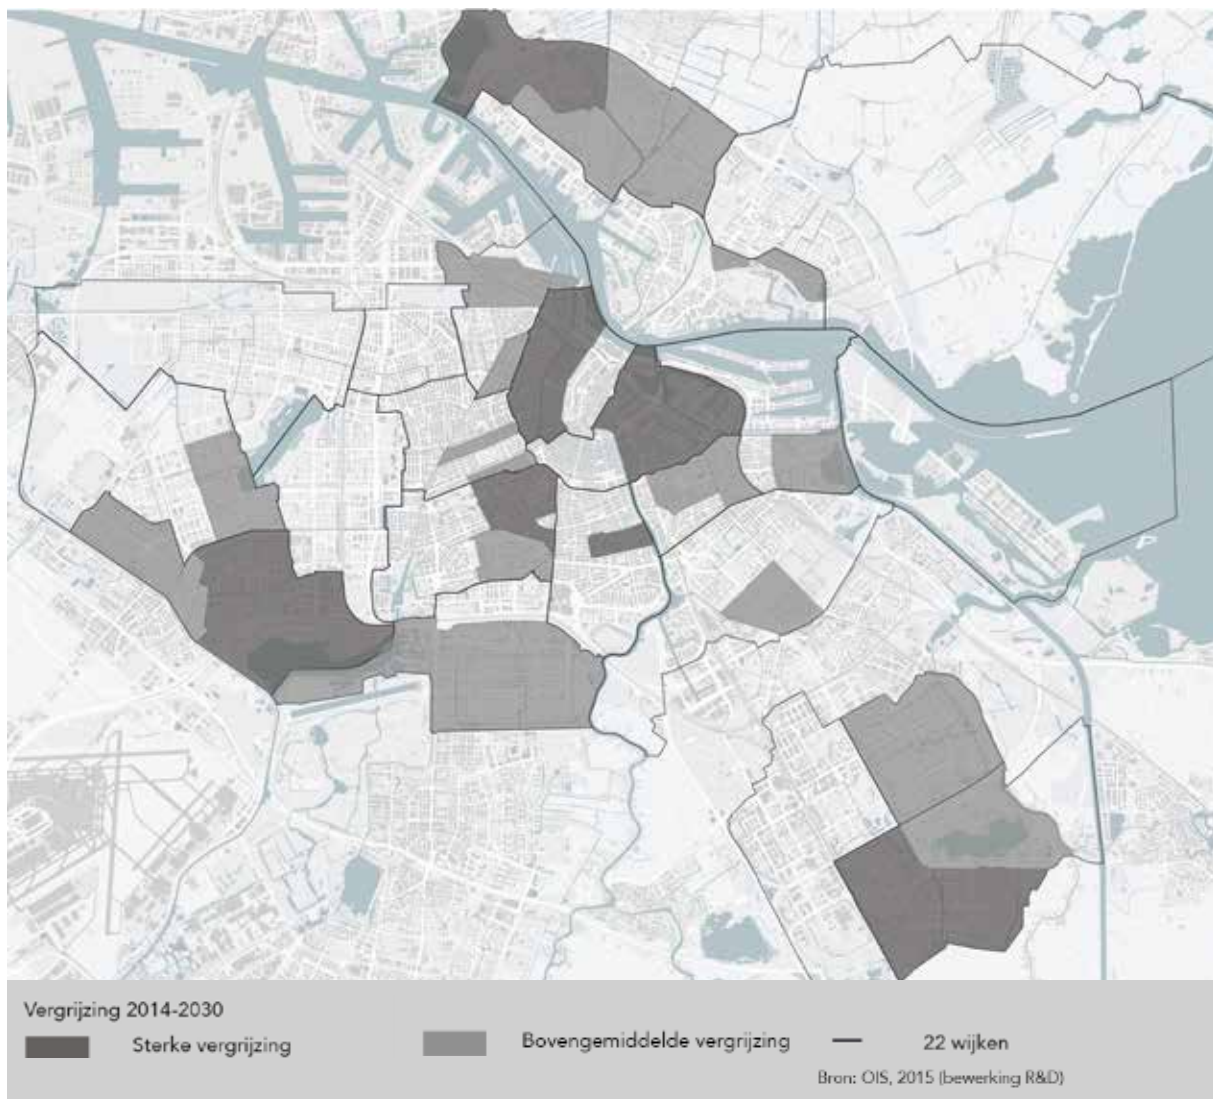 Vergrijzing 2014-2030
Sterke vergrijzing
Bovengemiddelde vergrijzing
22 wijken
Bron: OIS, 2015 (bewerking R&D)